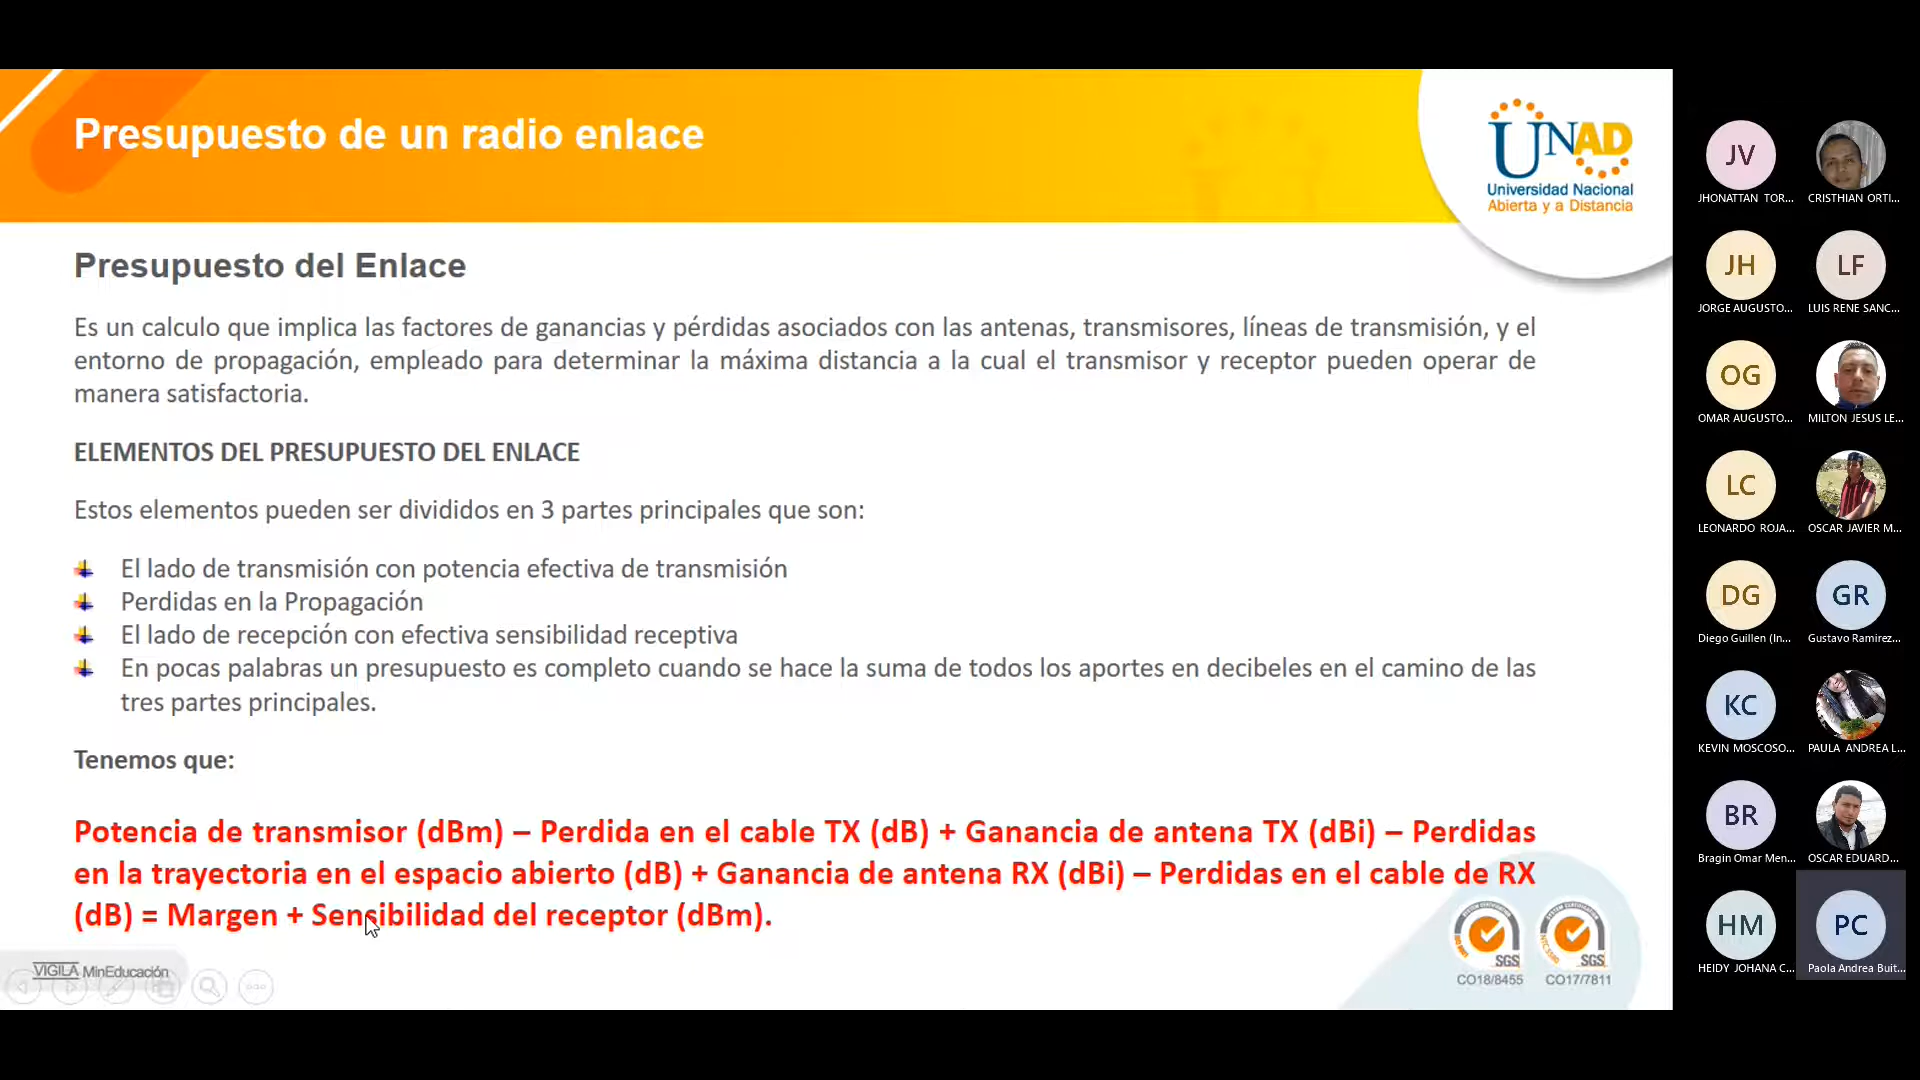 Presupuesto de un radio enlace
UNAD
Universidad Nacional
Abierta y a Distancia
Presupuesto del Enlace
Es un calculo que implica las factores de ganancias y pérdidas asociados con las antenas, transmisores, líneas de transmisión, y el
entorno de propagación, empleado para determinar la máxima distancia a la cual el transmisor y receptor pueden operar de
manera satisfactoria.
ELEMENTOS DEL PRESUPUESTO DEL ENLACE
Estos elementos pueden ser divididos en 3 partes principales que son:
El lado de transmisión con potencia efectiva de transmisión
Perdidas en la Propagación
El lado de recepción con efectiva sensibilidad receptiva
En pocas palabras un presupuesto es completo cuando se hace la suma de todos los aportes en decibeles en el camino de las
tres partes principales.
Tenemos que:
Potencia de transmisor (dBm) – Perdida en el cable TX (dB) + Ganancia de antena TX (dBi) – Perdidas
en la trayectoria en el espacio abierto (dB) + Ganancia de antena RX (dBi) – Perdidas en el cable de RX
(dB) = Margen + Sensibilidad del receptor (dBm).
VIGILA MinEducación
SGS SGS
CO18/8455 CO17/7811
JV
JHONATTAN TOR... CRISTHIAN ORTI...
JH LF
JORGE AUGUSTO... LUIS RENE SANC...
OG
OMAR AUGUSTO... MILTON JESUS LE...
LC
LEONARDO ROJA... OSCAR JAVIER M...
DG GR
Diego Guillen (In... Gustavo Ramirez...
KC
KEVIN MOSCOSO... PAULA ANDREA L...
BR
Bragin Omar Men... OSCAR EDUARD...
HM PC
HEIDY JOHANA C... Paola Andrea Buit...